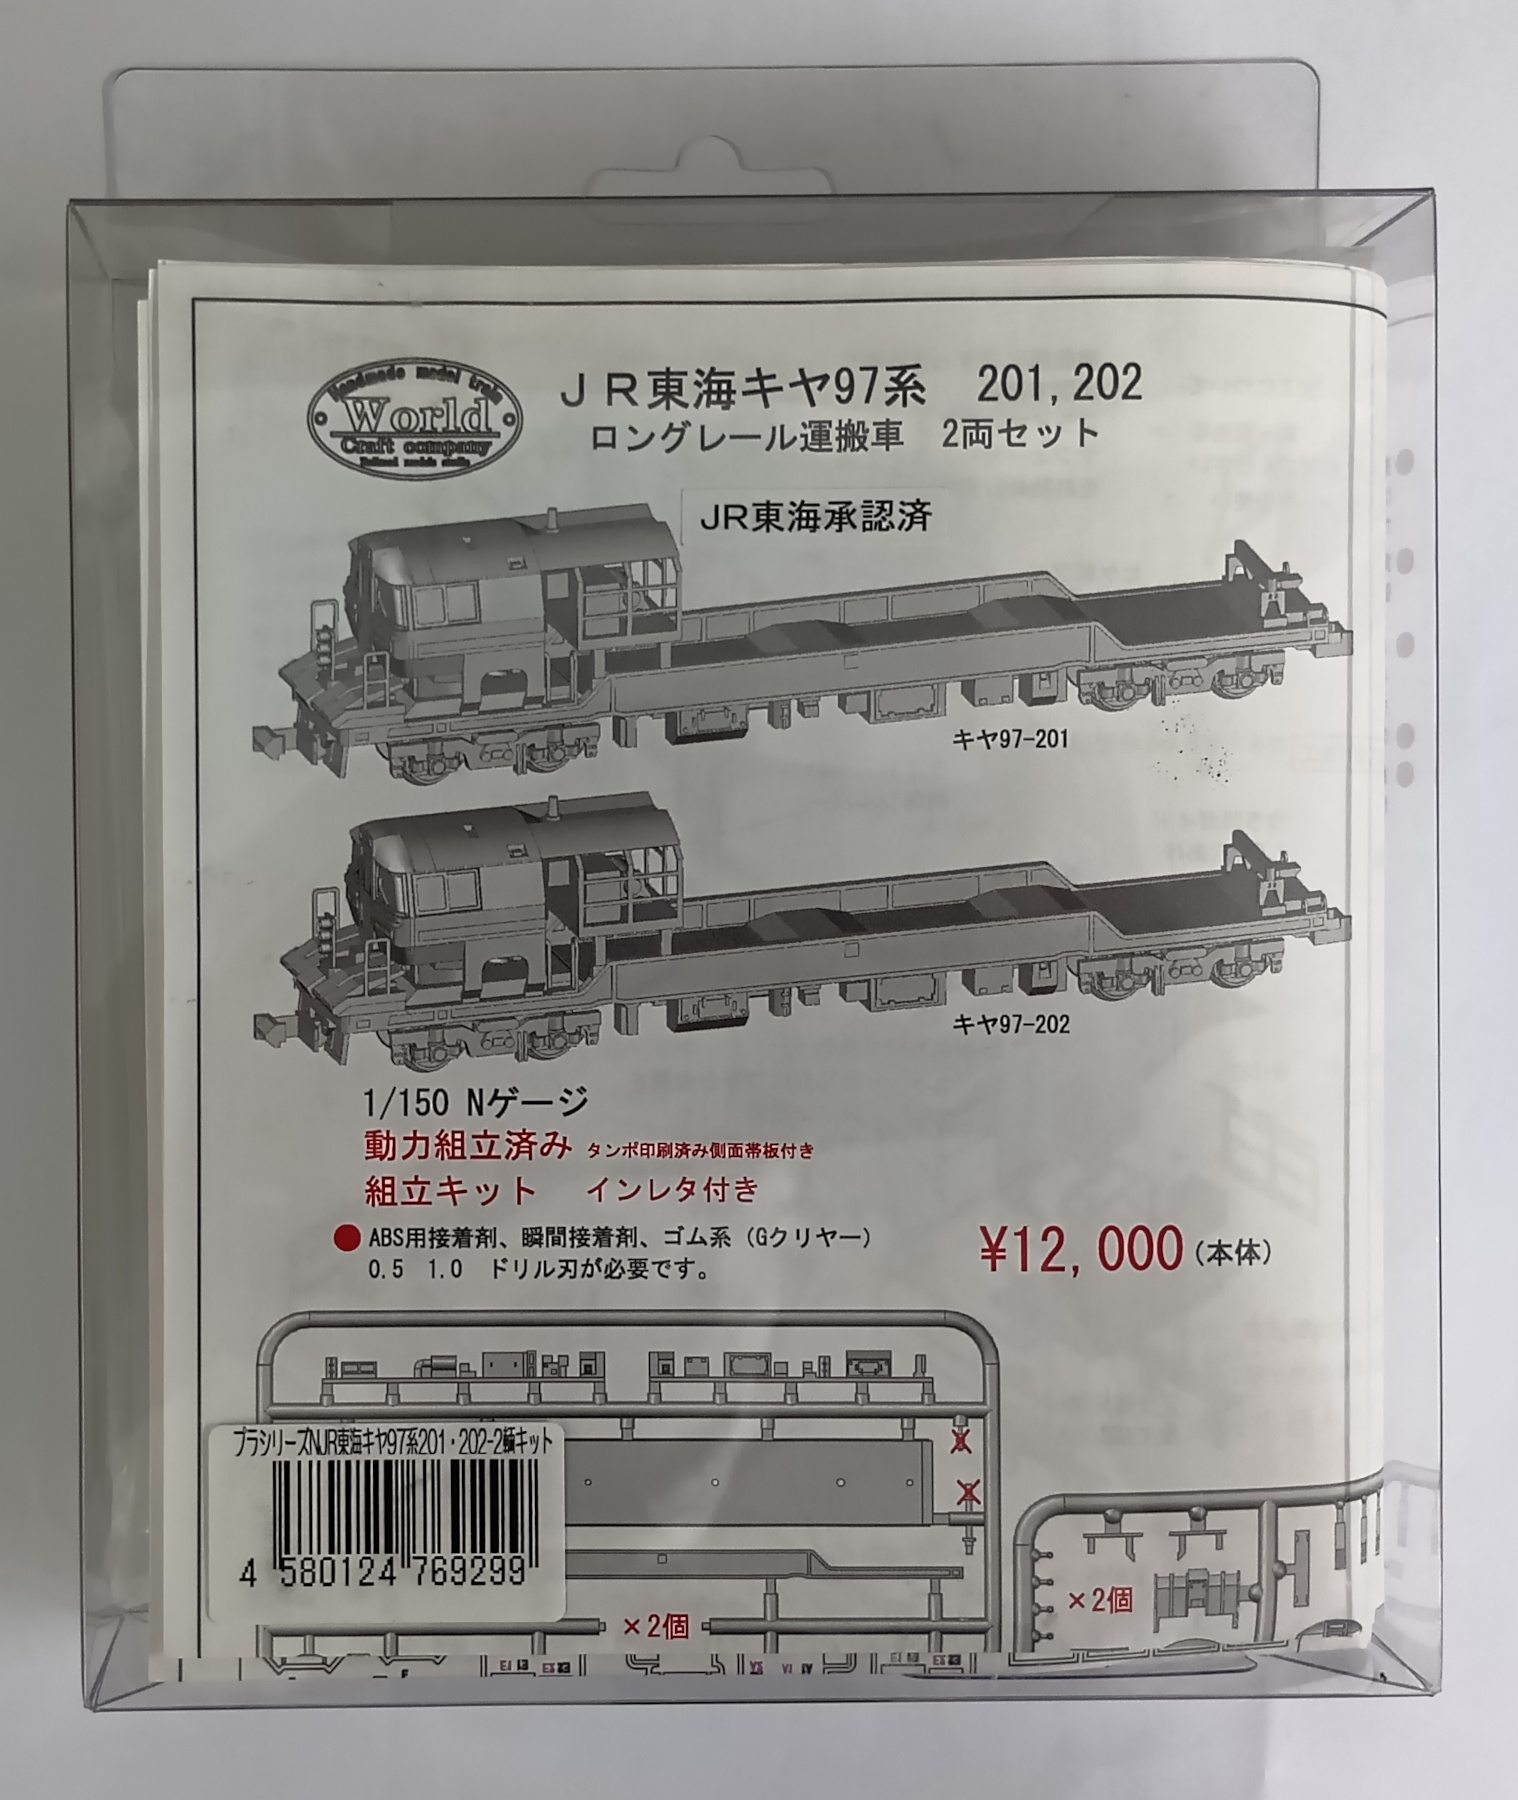 Handmade model train
World
Craft company
JR東海キヤ97系 201,202
ロングレール運搬車 2両セット
JR東海承認済
キヤ97-201
キヤ97-202
1/150 Nゲージ
動力組立済み タンポ印刷済み側面帯板付き
組立キット インレタ付き
●ABS用接着剤、瞬間接着剤、ゴム系（Gクリヤー）
0.5 1.0 ドリル刃が必要です。
¥12,000(本体)
プラシリーズNJR東海キヤ97系201・202-2輌キット
4 580124 769299
×2個
×2個